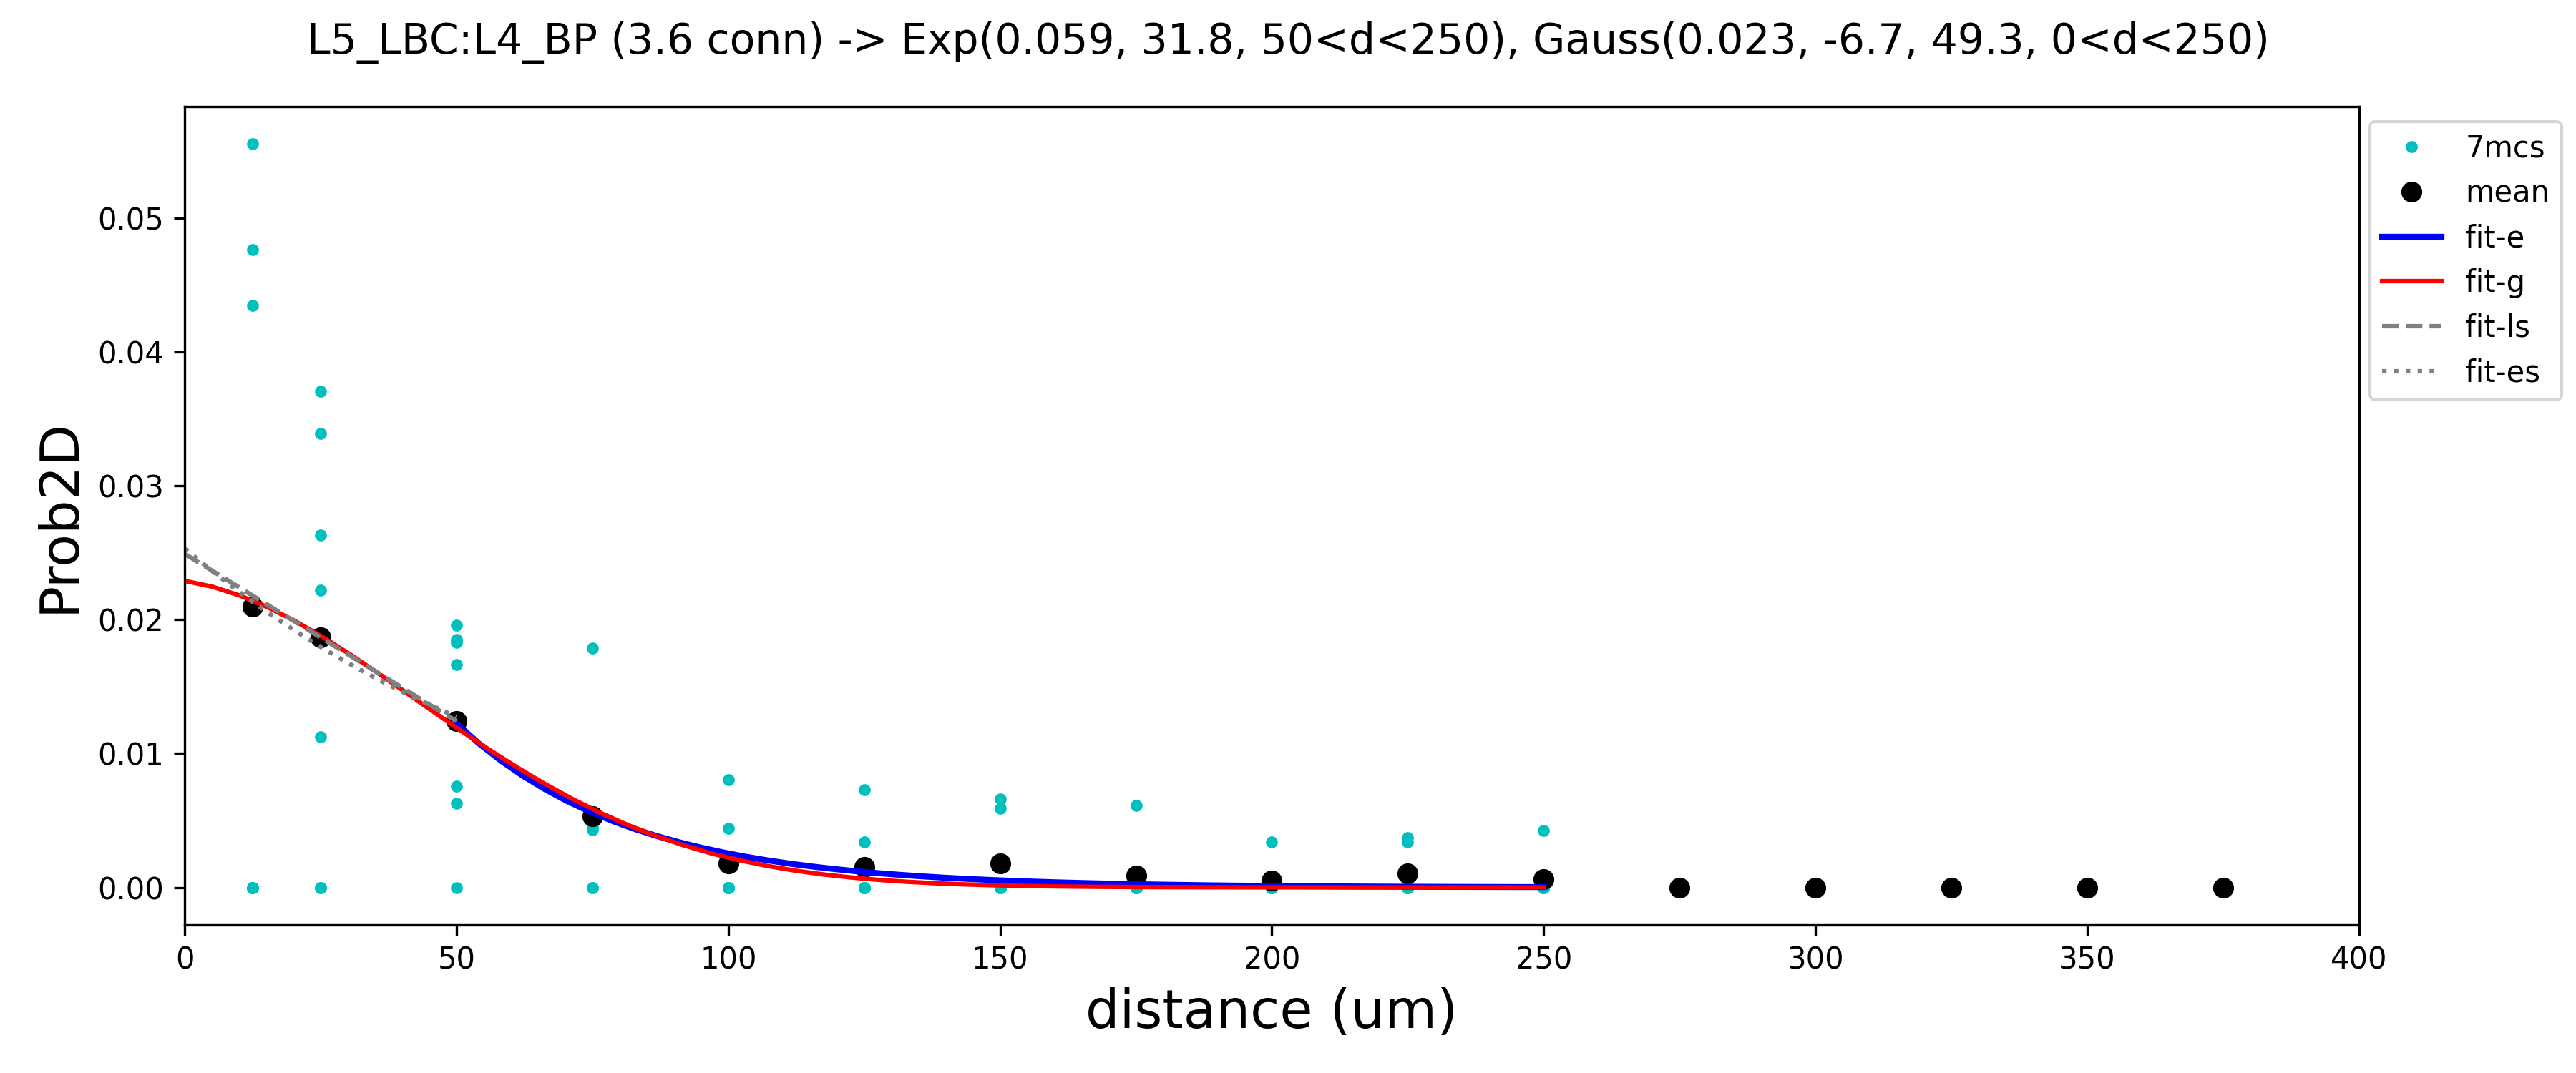 L5_LBC:L4_BP (3.6 conn) -> Exp(0.059, 31.8, 50<d<250), Gauss(0.023, -6.7, 49.3, 0<d<250)
7mcs
mean
fit-e
fit-g
fit-ls
fit-es
Prob2D
0.05
0.04
0.03
0.02
0.01
0.00
0 50 100 150 200 250 300 350 400
distance (um)